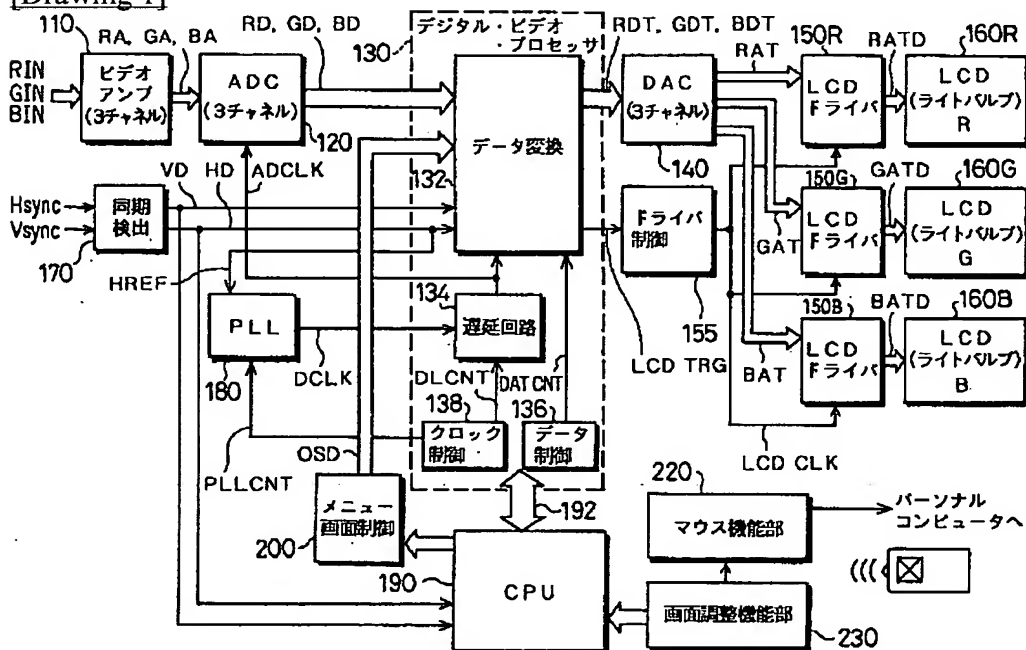 [Drawing 1]
110
RA, GA, BA
RD, GD, BD
130
デジタル・ビデオ
・プロセッサ
RDT, GDT, BDT
RAT
150R
RATD
160R
RIN
GIN
BIN
ビデオ
アンプ
(3チャネル)
ADC
(3チャネル)
120
データ変換
132
DAC
(3チャネル)
140
LCD
ドライバ
LCD
(ライトバルブ)
R
VD
HD
ADCLK
Hsync
Vsync
同期
検出
170
HREF
ドライバ
制御
155
150G
GATD
160G
LCD
ドライバ
GAT
LCD
(ライトバルブ)
G
PLL
180
DCLK
134
遅延回路
LCD TRG
150B
BATD
160B
LCD
ドライバ
BAT
LCD
(ライトバルブ)
B
DLCNT
DAT CNT
138
136
クロック
制御
データ
制御
PLLCNT
OSD
LCD CLK
メニュー
画面制御
200
192
190
CPU
220
マウス機能部
パーソナル
コンピュータへ
画面調整機能部
230